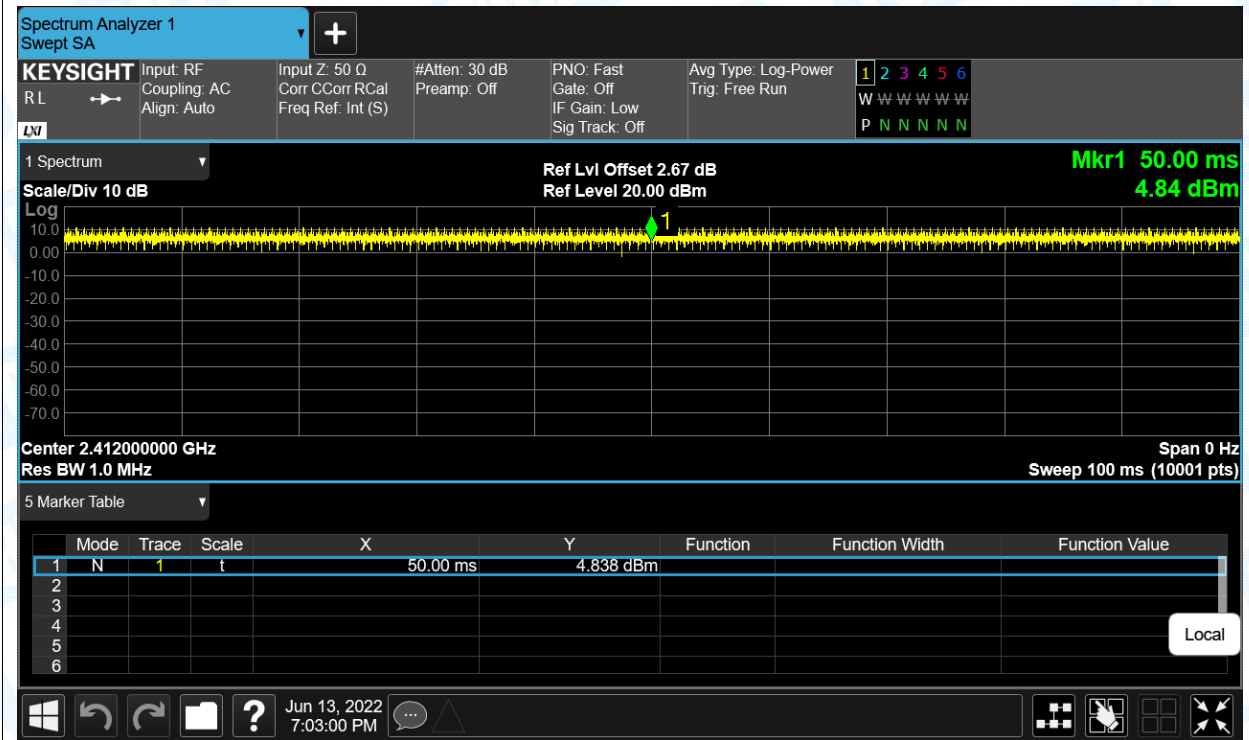 Spectrum Analyzer 1
Swept SA
KEYSIGHT
R L
LXI
Input: RF
Coupling: AC
Align: Auto
Input Z: 50 Ω
Corr CCorr RCal
Freq Ref: Int (S)
#Atten: 30 dB
Preamp: Off
PNO: Fast
Gate: Off
IF Gain: Low
Sig Track: Off
Avg Type: Log-Power
Trig: Free Run
1 2 3 4 5 6
W W W W W W
P N N N N N
1 Spectrum
Scale/Div 10 dB
Ref Lvl Offset 2.67 dB
Ref Level 20.00 dBm
Mkr1 50.00 ms
4.84 dBm
Log
10.0
0.00
-10.0
-20.0
-30.0
-40.0
-50.0
-60.0
-70.0
1
Center 2.412000000 GHz
Res BW 1.0 MHz
Span 0 Hz
Sweep 100 ms (10001 pts)
5 Marker Table
Mode Trace Scale X Y Function Function Width Function Value
1 N 1 t 50.00 ms 4.838 dBm
2
3
4
5
6
Local
?
Jun 13, 2022
7:03:00 PM